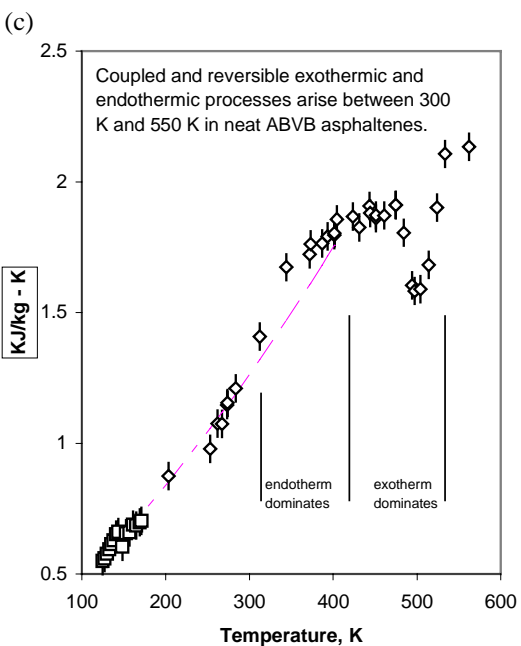 (c)
2.5
Coupled and reversible exothermic and
endothermic processes arise between 300
K and 550 K in neat ABVB asphaltenes.
2
KJ/kg - K
1.5
1
endotherm
dominates
exotherm
dominates
0.5
100
200
300
400
500
600
Temperature, K